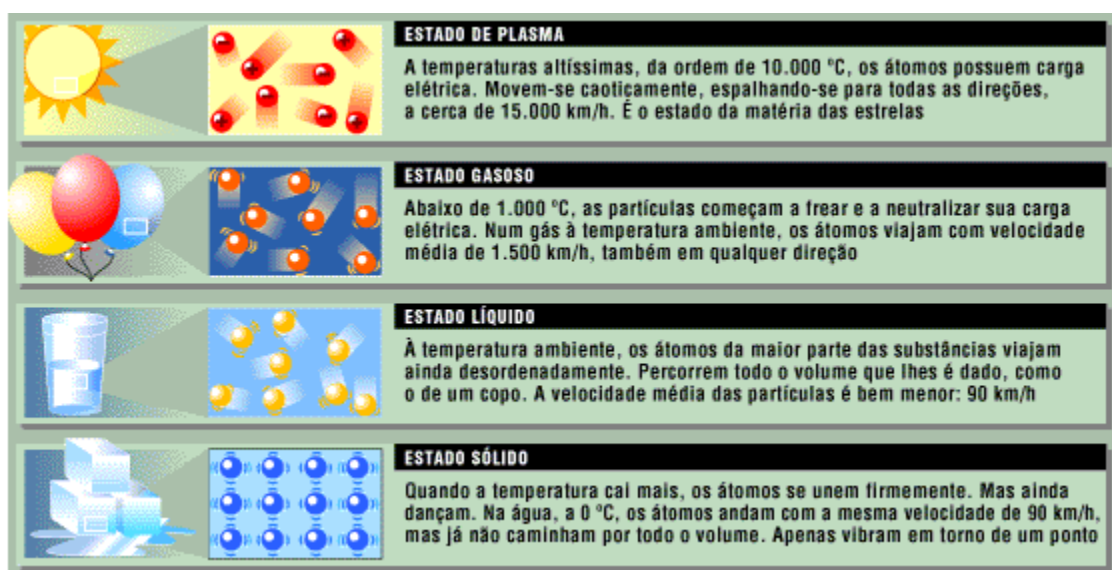 ESTADO DE PLASMA
A temperaturas altíssimas, da ordem de 10.000 ºC, os átomos possuem carga
elétrica. Movem-se caoticamente, espalhando-se para todas as direções,
a cerca de 15.000 km/h. É o estado da matéria das estrelas
ESTADO GASOSO
Abaixo de 1.000 ºC, as partículas começam a frear e a neutralizar sua carga
elétrica. Num gás à temperatura ambiente, os átomos viajam com velocidade
média de 1.500 km/h, também em qualquer direção
ESTADO LÍQUIDO
À temperatura ambiente, os átomos da maior parte das substâncias viajam
ainda desordenadamente. Percorrem todo o volume que lhes é dado, como
o de um copo. A velocidade média das partículas é bem menor: 90 km/h
ESTADO SÓLIDO
Quando a temperatura cai mais, os átomos se unem firmemente. Mas ainda
dançam. Na água, a 0 ºC, os átomos andam com a mesma velocidade de 90 km/h,
mas já não caminham por todo o volume. Apenas vibram em torno de um ponto